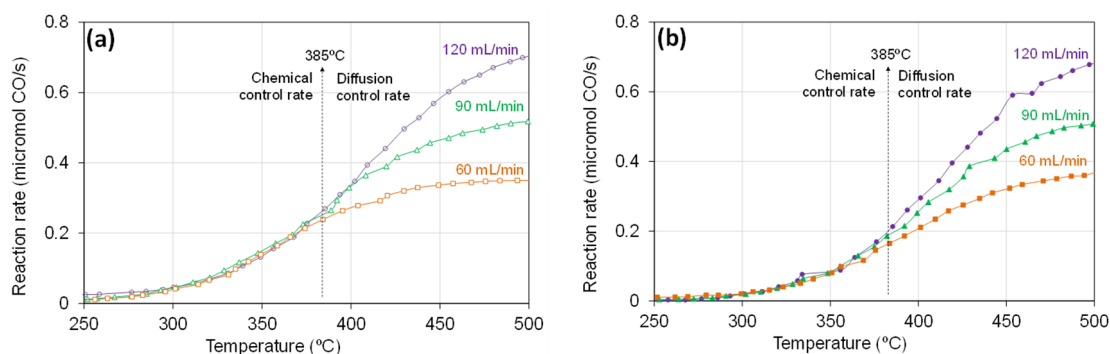 (a)
Reaction rate (micromol CO/s)
0.8
0.6
0.4
0.2
0
250 300 350 400 450 500
Temperature (ºC)
385ºC
Chemical control rate
Diffusion control rate
120 mL/min
90 mL/min
60 mL/min
(b)
Reaction rate (micromol CO/s)
0.8
0.6
0.4
0.2
0
250 300 350 400 450 500
Temperature (ºC)
385ºC
Chemical control rate
Diffusion control rate
120 mL/min
90 mL/min
60 mL/min